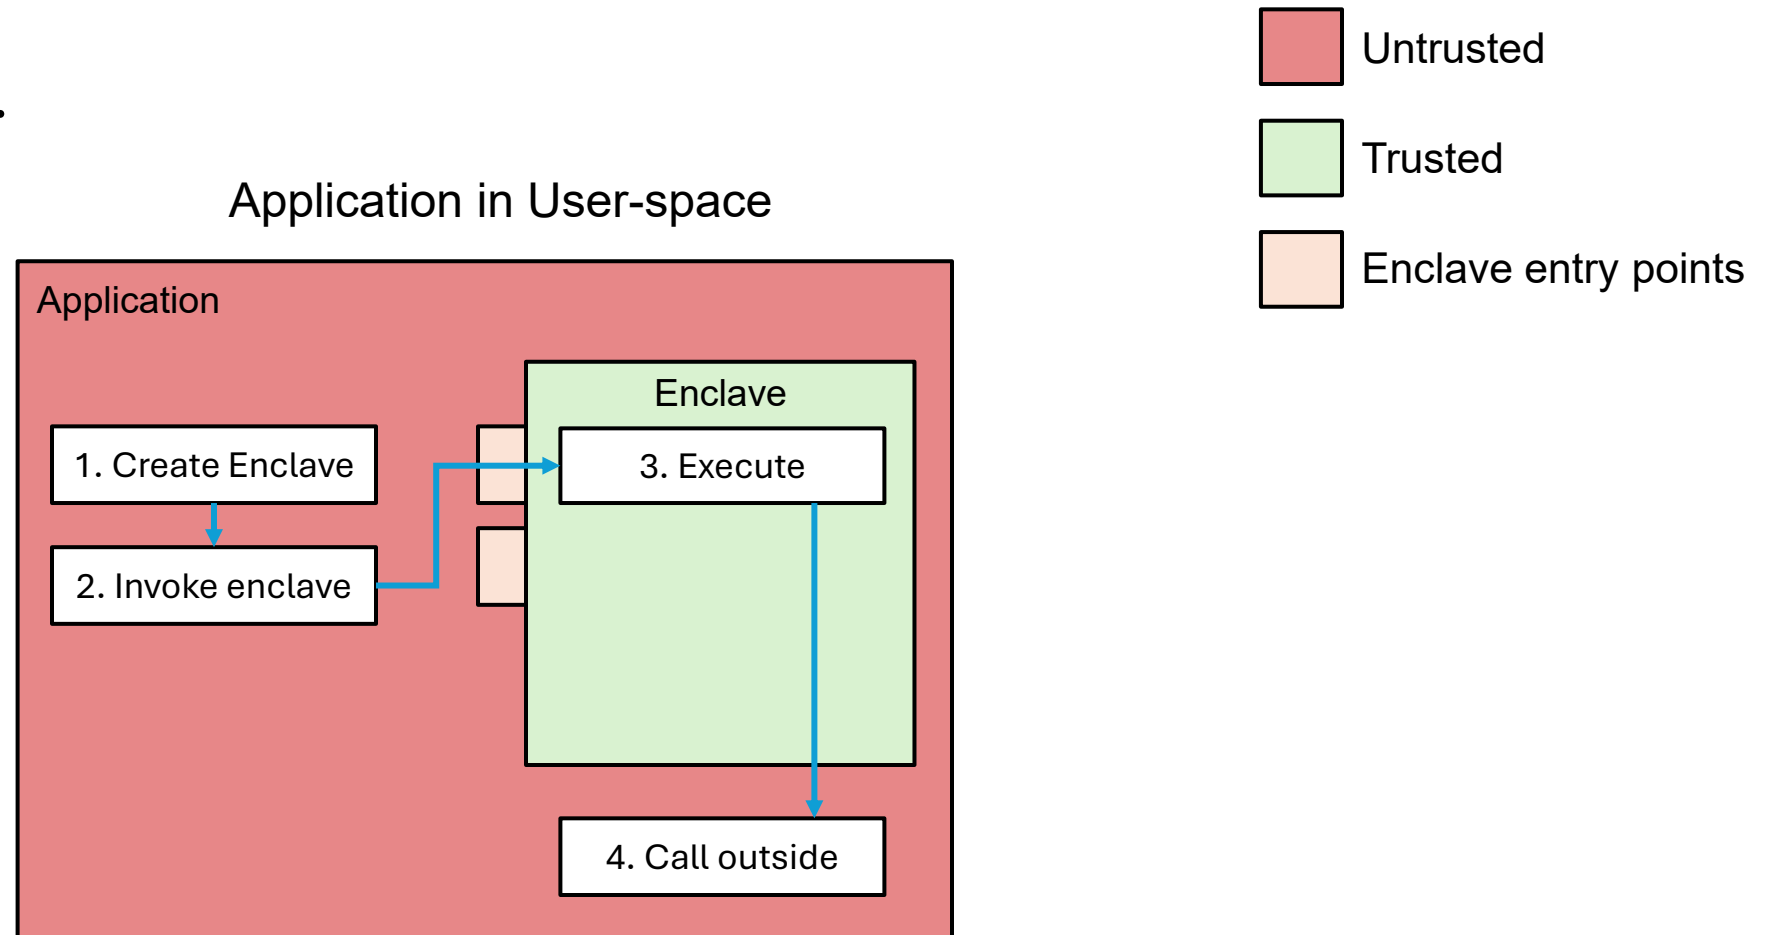 Untrusted
Trusted
Enclave entry points
Application in User-space
Application
Enclave
1. Create Enclave
3. Execute
2. Invoke enclave
4. Call outside